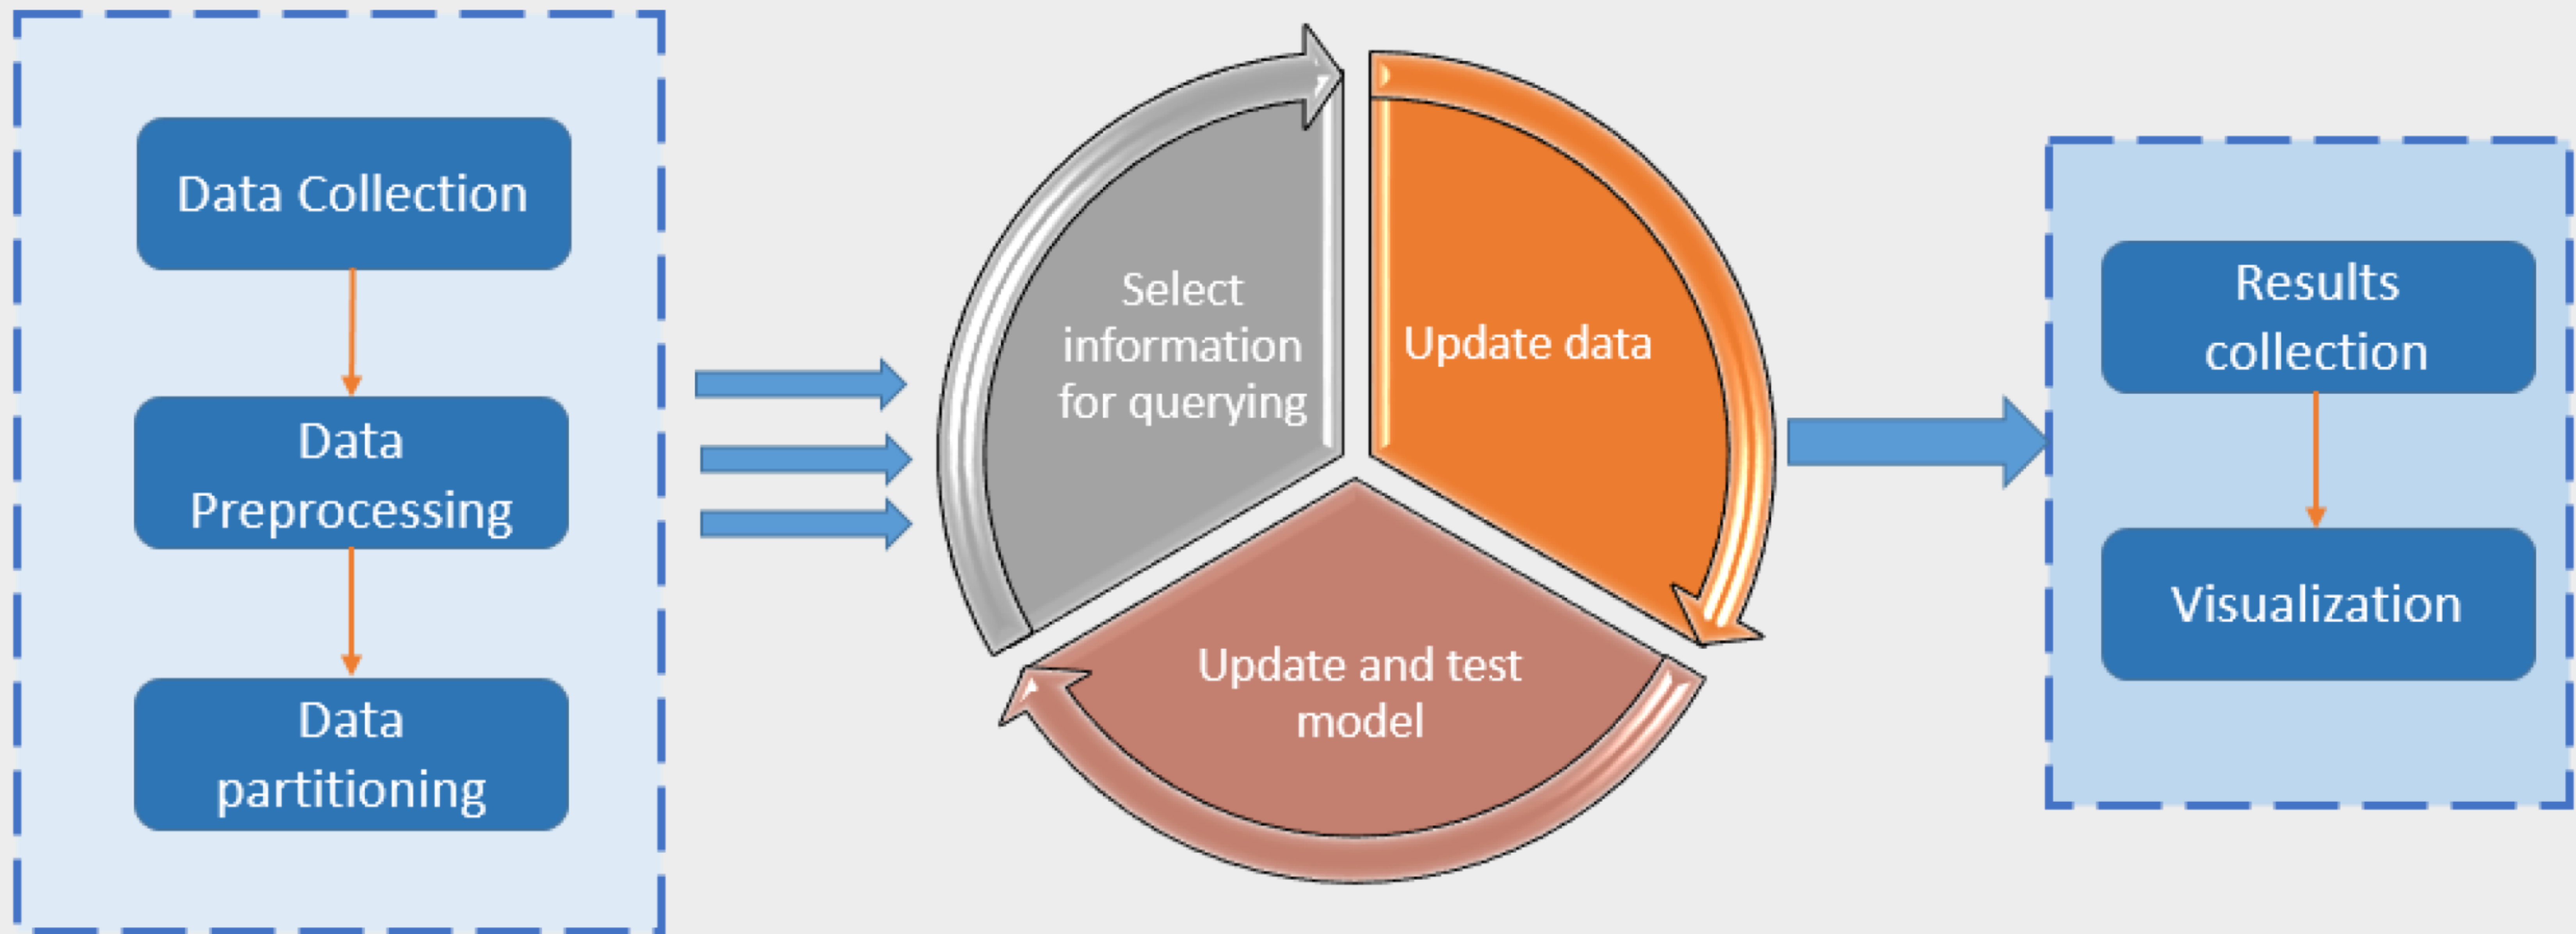 Data Collection
Data
Preprocessing
Data
partitioning
Select
information
for querying
Update data
Update and test
model
Results
collection
Visualization